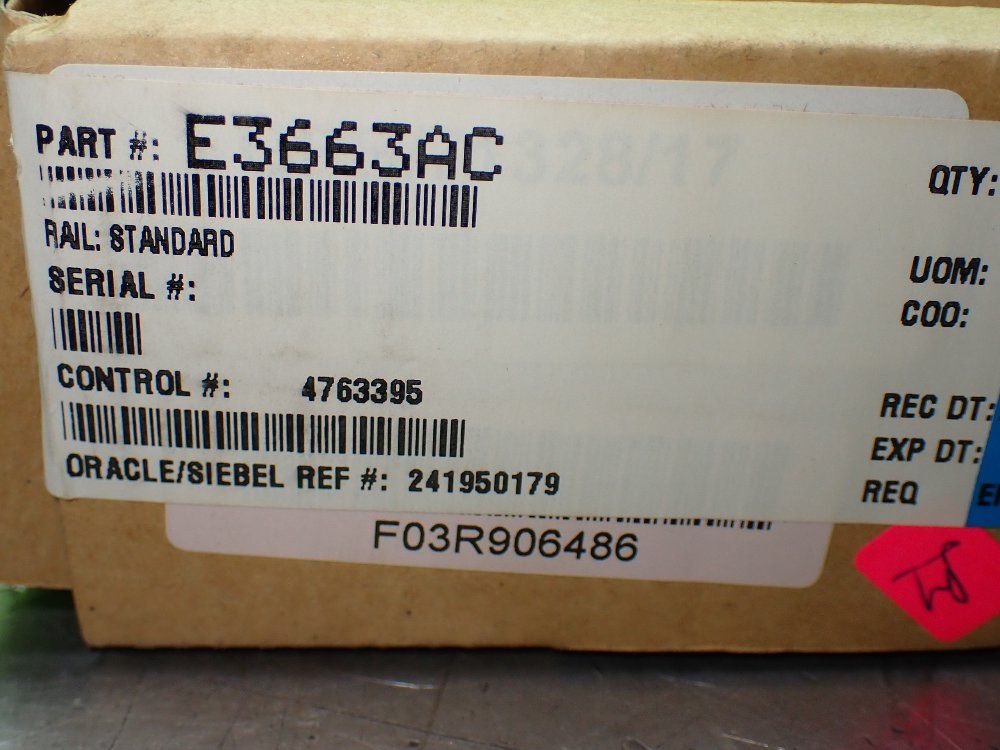 PART #: E3663AC
QTY:
RAIL: STANDARD
SERIAL #:
UOM:
COO:
CONTROL #: 4763395
REC DT:
EXP DT:
ORACLE/SIEBEL REF #: 241950179
REQ
F03R906486